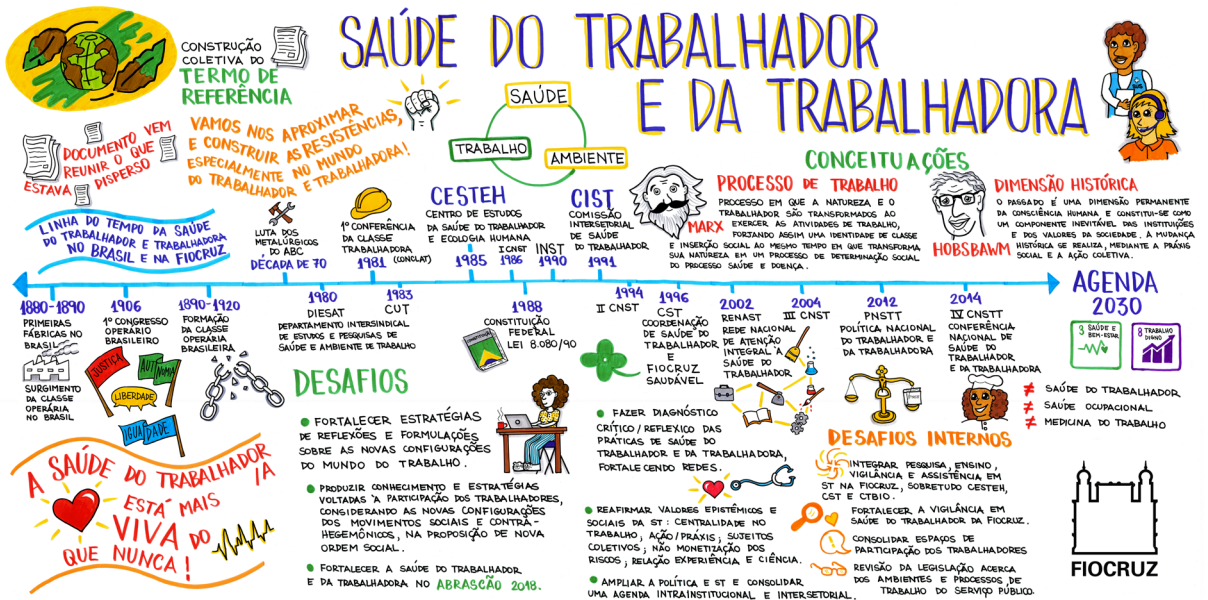 SAÚDE DO TRABALHADOR
E DA TRABALHADORA
CONSTRUÇÃO
COLETIVA DO
TERMO DE
REFERÊNCIA
DOCUMENTO VEM
REUNIR O QUE
ESTAVA DISPERSO
VAMOS NOS APROXIMAR
E CONSTRUIR AS RESISTÊNCIAS,
ESPECIALMENTE NO MUNDO
DO TRABALHADOR E TRABALHADORA!
SAÚDE
TRABALHO
AMBIENTE
CONCEITUAÇÕES
MARX
PROCESSO DE TRABALHO
PROCESSO EM QUE A NATUREZA E O
TRABALHADOR SÃO TRANSFORMADOS AO
EXERCER AS ATIVIDADES DE TRABALHO,
FORTANDO ASSIM UMA IDENTIDADE DE CLASSE
E INSERÇÃO SOCIAL AO MESMO TEMPO EM QUE TRANSFORMA
SUA NATUREZA EM UM PROCESSO DE DETERMINAÇÃO SOCIAL
DO PROCESSO SAÚDE E DOENÇA.
HOBSBAWM
DIMENSÃO HISTÓRICA
O PASSADO É UMA DIMENSÃO PERMANENTE
DA CONSCIÊNCIA HUMANA, E CONSTITUI-SE COMO
UM COMPONENTE INEVITÁVEL DAS INSTITUIÇÕES
E DOS VALORES DA SOCIEDADE. A MUDANÇA
HISTÓRICA SE REALIZA, MEDIANTE A PRÁXIS
SOCIAL E A AÇÃO COLETIVA.
LINHA DO TEMPO DA SAÚDE
DO TRABALHADOR E TRABALHADORA
NO BRASIL E NA FIOCRUZ
LUTA DOS
METALÚRGICOS
DO ABC
DÉCADA DE 70
1ª CONFERÊNCIA
DA CLASSE
TRABALHADORA
(CONCLAT)
1981
CESTEH
CENTRO DE ESTUDOS
DA SAÚDE DO TRABALHADOR
E ECOLOGIA HUMANA
1985
I CNST
1986
INST
1990
CIST
COMISSÃO
INTERSETORIAL
DE SAÚDE
DO TRABALHADOR
1991
1880-1890
PRIMEIRAS
FÁBRICAS NO
BRASIL
SURGIMENTO
DA CLASSE
OPERÁRIA
NO BRASIL
1906
1º CONGRESSO
OPERARIO
BRASILEIRO
JUSTIÇA
AUTONOMIA
LIBERDADE
IGUALDADE
1890-1920
FORMAÇÃO
DA CLASSE
OPERARIA
BRASILEIRA
1980
DIESAT
DEPARTAMENTO INTERSINDICAL
DE ESTUDOS E PESQUISAS DE
SAÚDE E AMBIENTE DE TRABALHO
1983
CUT
1988
CONSTITUIÇÃO
FEDERAL
LEI 8.080/90
1994
II CNST
1996
CST
COORDENAÇÃO
DE SAÚDE DO
TRABALHADOR
E
FIOCRUZ
SAUDÁVEL
2002
RENAST
REDE NACIONAL
DE ATENÇÃO
INTEGRAL À
SAÚDE DO
TRABALHADOR
2004
III CNST
2012
PNSTT
POLÍTICA NACIONAL
DO TRABALHADOR E
DA TRABALHADORA
2014
IV CNSTT
CONFERÊNCIA
NACIONAL DE
SAÚDE DO
TRABALHADOR
E DA TRABALHADORA
AGENDA
2030
3 SAÚDE E
BEM-ESTAR
8 TRABALHO
DIGNO
≠ SAÚDE DO TRABALHADOR
≠ SAÚDE OCUPACIONAL
≠ MEDICINA DO TRABALHO
A SAÚDE DO TRABALHADOR
/A
ESTÁ MAIS
VIVA DO
QUE NUNCA!
DESAFIOS
FORTALECER ESTRATÉGIAS
DE REFLEXÕES E FORMULAÇÕES
SOBRE AS NOVAS CONFIGURAÇÕES
DO MUNDO DO TRABALHO.
PRODUZIR CONHECIMENTO E ESTRATÉGIAS
VOLTADAS À PARTICIPAÇÃO DOS TRABALHADORES,
CONSIDERANDO AS NOVAS CONFIGURAÇÕES
DOS MOVIMENTOS SOCIAIS E CONTRA-
HEGEMÔNICOS, NA PROPOSIÇÃO DE NOVA
ORDEM SOCIAL.
FORTALECER A SAÚDE DO TRABALHADOR
E DA TRABALHADORA NO ABRASCÃO 2018.
FAZER DIAGNÓSTICO
CRÍTICO/REFLEXICO DAS
PRÁTICAS DE SAÚDE DO
TRABALHADOR E DA TRABALHADORA,
FORTALECENDO REDES.
REAFIRMAR VALORES EPISTÊMICOS E
SOCIAIS DA ST: CENTRALIDADE NO
TRABALHO; AÇÃO/PRÁXIS; SUJEITOS
COLETIVOS; NÃO MONETIZAÇÃO DOS
RISCOS; RELAÇÃO EXPERIÊNCIA E CIÊNCIA.
AMPLIAR A POLÍTICA E ST E CONSOLIDAR
UMA AGENDA INTRAINSTITUCIONAL E INTERSETORIAL.
DESAFIOS INTERNOS
INTEGRAR PESQUISA, ENSINO,
VIGILÂNCIA E ASSISTÊNCIA EM
ST NA FIOCRUZ, SOBRETUDO CESTEH,
CST E CTBIO.
FORTALECER A VIGILÂNCIA EM
SAÚDE DO TRABALHADOR DA FIOCRUZ.
CONSOLIDAR ESPAÇOS DE
PARTICIPAÇÃO DOS TRABALHADORES
REVISÃO DA LEGISLAÇÃO ACERCA
DOS AMBIENTES E PROCESSOS DE
TRABALHO DO SERVIÇO PÚBLICO.
FIOCRUZ